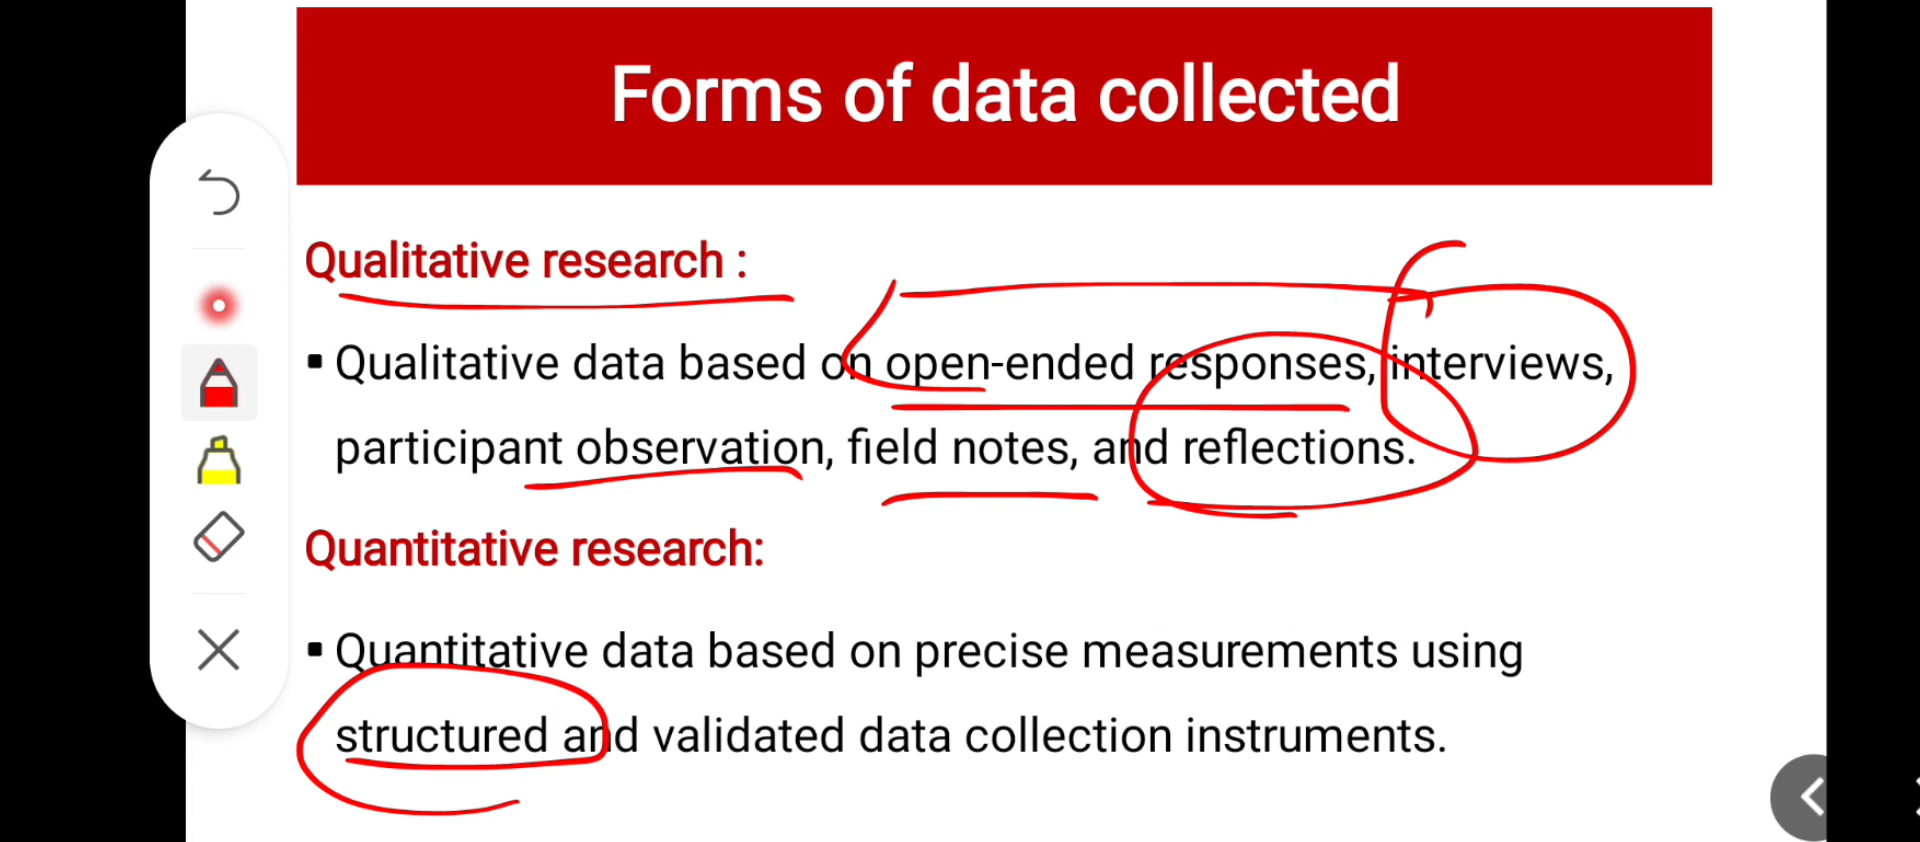 Forms of data collected
Qualitative research :
▪ Qualitative data based on open-ended responses, interviews,
participant observation, field notes, and reflections.
Quantitative research:
▪ Quantitative data based on precise measurements using
structured and validated data collection instruments.